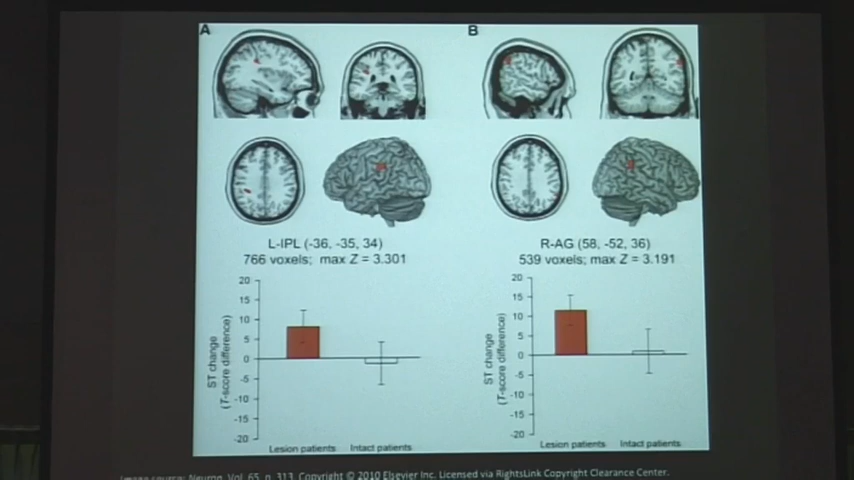 A
L-IPL (-36, -35, 34)
766 voxels; max Z = 3.301
ST change
(T-score difference)
20
15
10
5
0
-5
-10
-15
-20
Lesion patients
Intact patients
B
R-AG (58, -52, 36)
539 voxels; max Z = 3.191
ST change
(T-score difference)
20
15
10
5
0
-5
-10
-15
-20
Lesion patients
Intact patients
Image source: Neuron, Vol. 65, p. 313, Copyright © 2010 Elsevier Inc. Licensed via RightsLink Copyright Clearance Center.